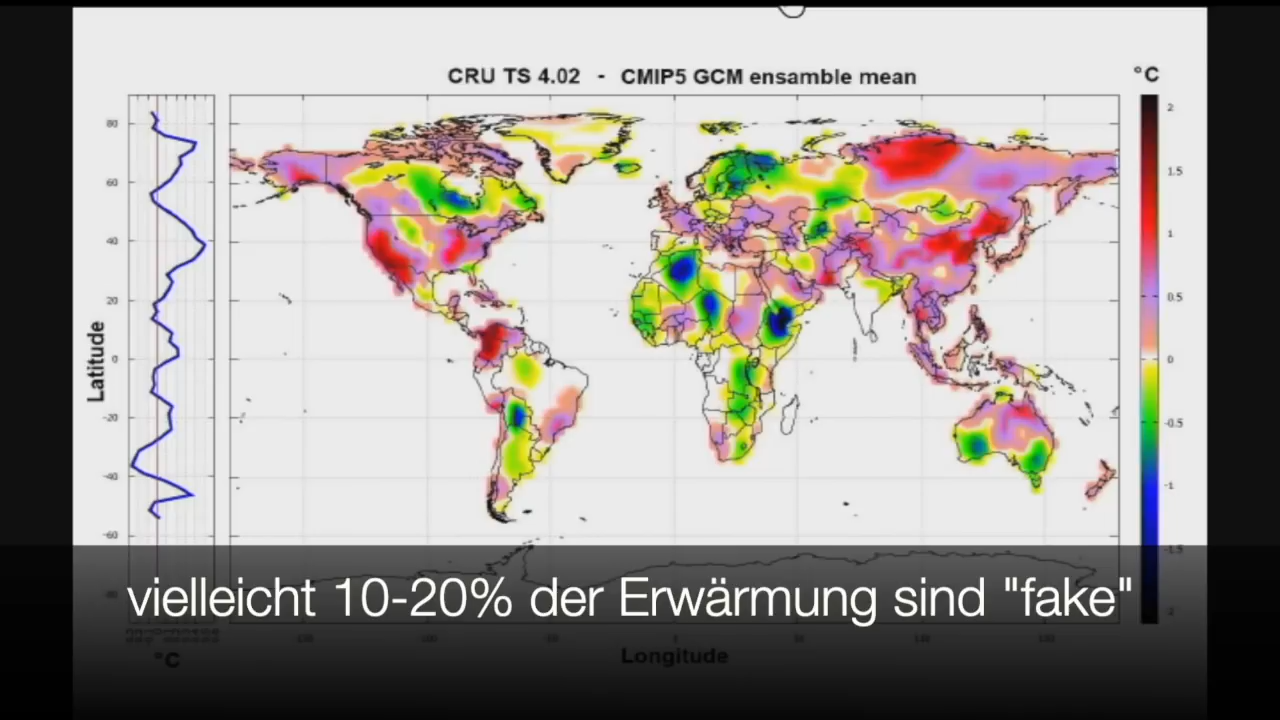 CRU TS 4.02 - CMIP5 GCM ensamble mean
°C
2
1.5
1
0.5
0
-0.5
-1
-1.5
-2
80
60
40
20
0
-20
-40
-60
Latitude
vielleicht 10-20% der Erwärmung sind "fake"
°C
Longitude